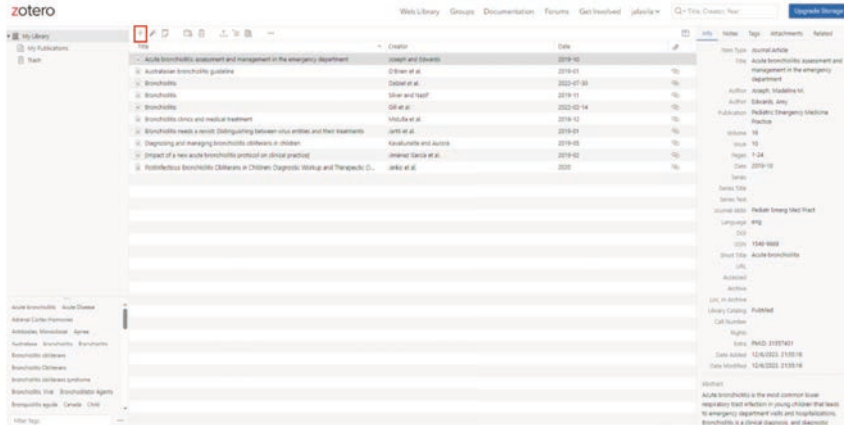 zotero
Web Library Groups Documentation Forums Get Involved jalavila
Title, Creator, Year
Upgrade Storage
My Library
My Publications
Trash
Title Creator Date
Acute bronchiolitis: assessment and management in the emergency department Joseph and Edwards 2019-10
Australasian bronchiolitis guideline O'Brien et al. 2019-01
Bronchiolitis Dalziel et al. 2022-07-30
Bronchiolitis Silver and Nazif 2019-11
Bronchiolitis Gill et al. 2022-02-14
Bronchiolitis clinics and medical treatment Midulla et al. 2018-12
Bronchiolitis needs a revisit: Distinguishing between virus entities and their treatments Jartti et al. 2019-01
Diagnosing and managing bronchiolitis obliterans in children Kavaliunaite and Aurora 2019-05
[Impact of a new acute bronchiolitis protocol on clinical practice] Jiménez García et al. 2019-02
Postinfectious Bronchiolitis Obliterans in Children: Diagnostic Workup and Therapeutic O... Jerkic et al. 2020
Acute bronchiolitis Acute Disease
Adrenal Cortex Hormones
Antibodies, Monoclonal Apnea
Australasia bronchiolitis Bronchiolitis
Bronchiolitis obliterans
Bronchiolitis Obliterans
Bronchiolitis obliterans syndrome
Bronchiolitis, Viral Bronchodilator Agents
Bronquiolitis aguda Canada Child
Filter Tags
Info Notes Tags Attachments Related
Item Type Journal Article
Title Acute bronchiolitis: assessment and
management in the emergency
department
Author Joseph, Madeline M.
Author Edwards, Amy
Publication Pediatric Emergency Medicine
Practice
Volume 16
Issue 10
Pages 1-24
Date 2019-10
Series
Series Title
Series Text
Journal Abbr Pediatr Emerg Med Pract
Language eng
DOI
ISSN 1549-9669
Short Title Acute bronchiolitis
URL
Accessed
Archive
Loc. in Archive
Library Catalog PubMed
Call Number
Rights
Extra PMID: 31557431
Date Added 12/6/2023, 21:55:18
Date Modified 12/6/2023, 21:55:18
Abstract
Acute bronchiolitis is the most common lower
respiratory tract infection in young children that leads
to emergency department visits and hospitalizations.
Bronchiolitis is a clinical diagnosis, and diagnostic